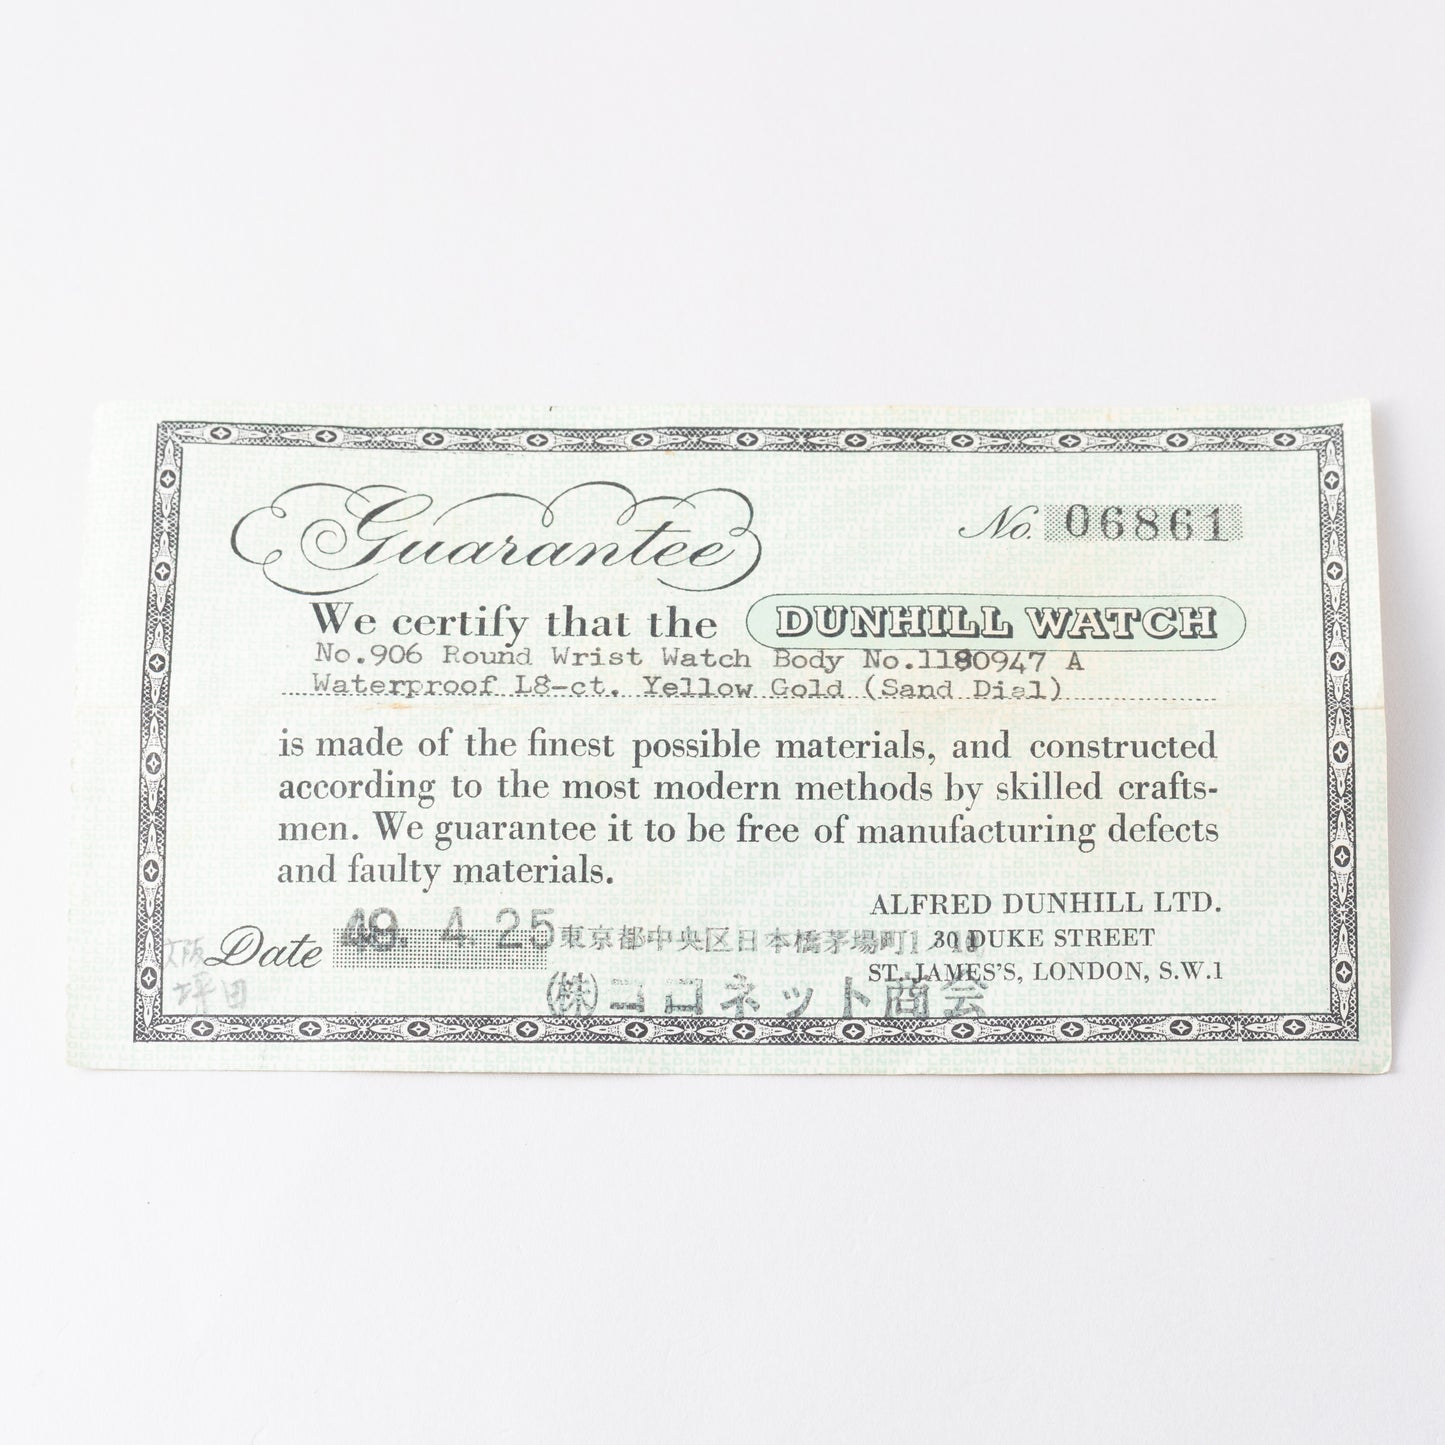 Guarantee
No. 06861
We certify that the DUNHILL WATCH
No.906 Round Wrist Watch Body No.1180947 A
Waterproof L8-ct. Yellow Gold (Sand Dial)
is made of the finest possible materials, and constructed
according to the most modern methods by skilled crafts-
men. We guarantee it to be free of manufacturing defects
and faulty materials.
ALFRED DUNHILL LTD.
30 DUKE STREET
ST. JAMES'S, LONDON, S.W.1
Date 49. 4. 25
東京都中央区日本橋茅場町
(株)ココネット商会
坪田